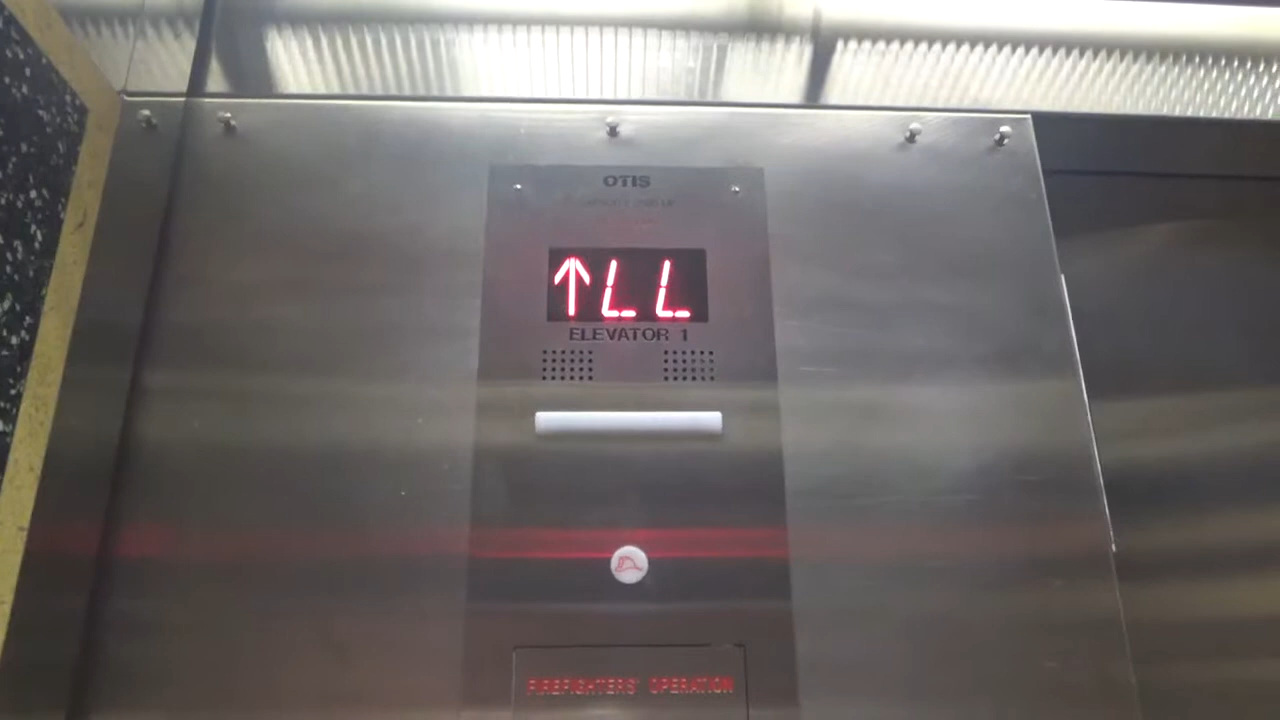 OTIS
↑LL
ELEVATOR 1
FIREFIGHTERS' OPERATION